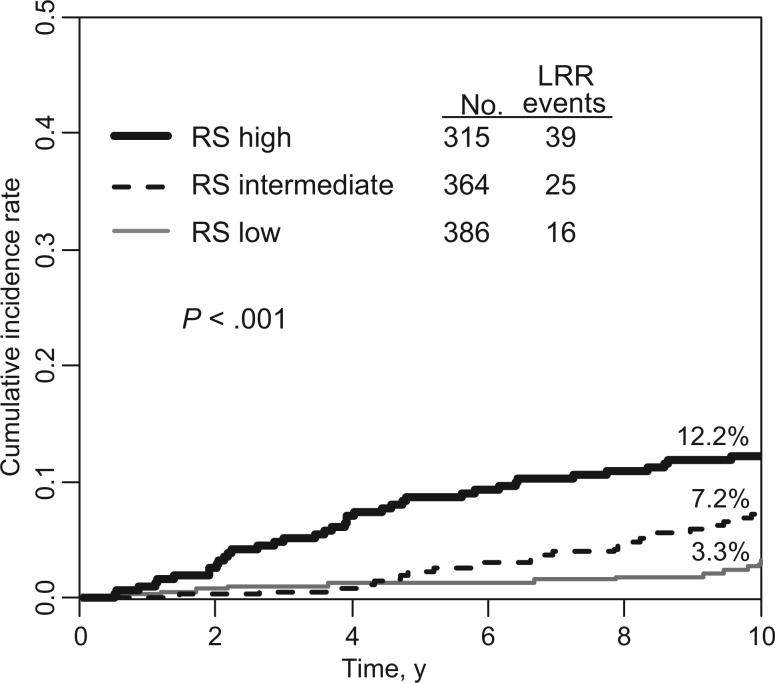 LRR
No. events
RS high 315 39
RS intermediate 364 25
RS low 386 16
P < .001
12.2%
7.2%
3.3%
Cumulative incidence rate
0.5
0.4
0.3
0.2
0.1
0.0
0 2 4 6 8 10
Time, y